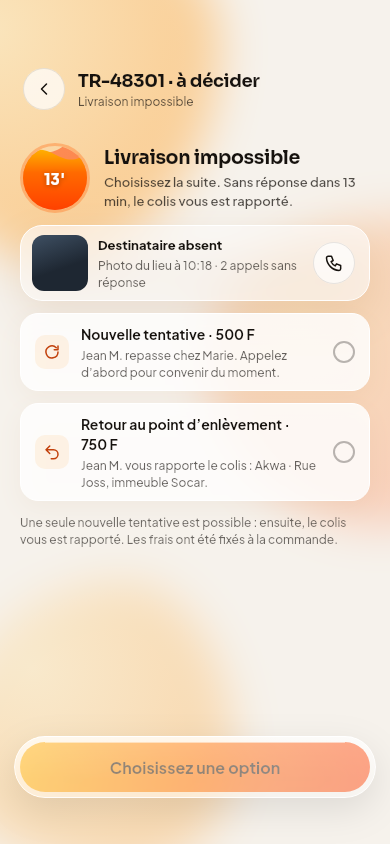 TR-48301 · à décider
Livraison impossible
13'
Livraison impossible
Choisissez la suite. Sans réponse dans 13
min, le colis vous est rapporté.
Destinataire absent
Photo du lieu à 10:18 · 2 appels sans
réponse
Nouvelle tentative · 500 F
Jean M. repasse chez Marie. Appelez
d’abord pour convenir du moment.
Retour au point d’enlèvement ·
750 F
Jean M. vous rapporte le colis : Akwa · Rue
Joss, immeuble Socar.
Une seule nouvelle tentative est possible : ensuite, le colis
vous est rapporté. Les frais ont été fixés à la commande.
Choisissez une option